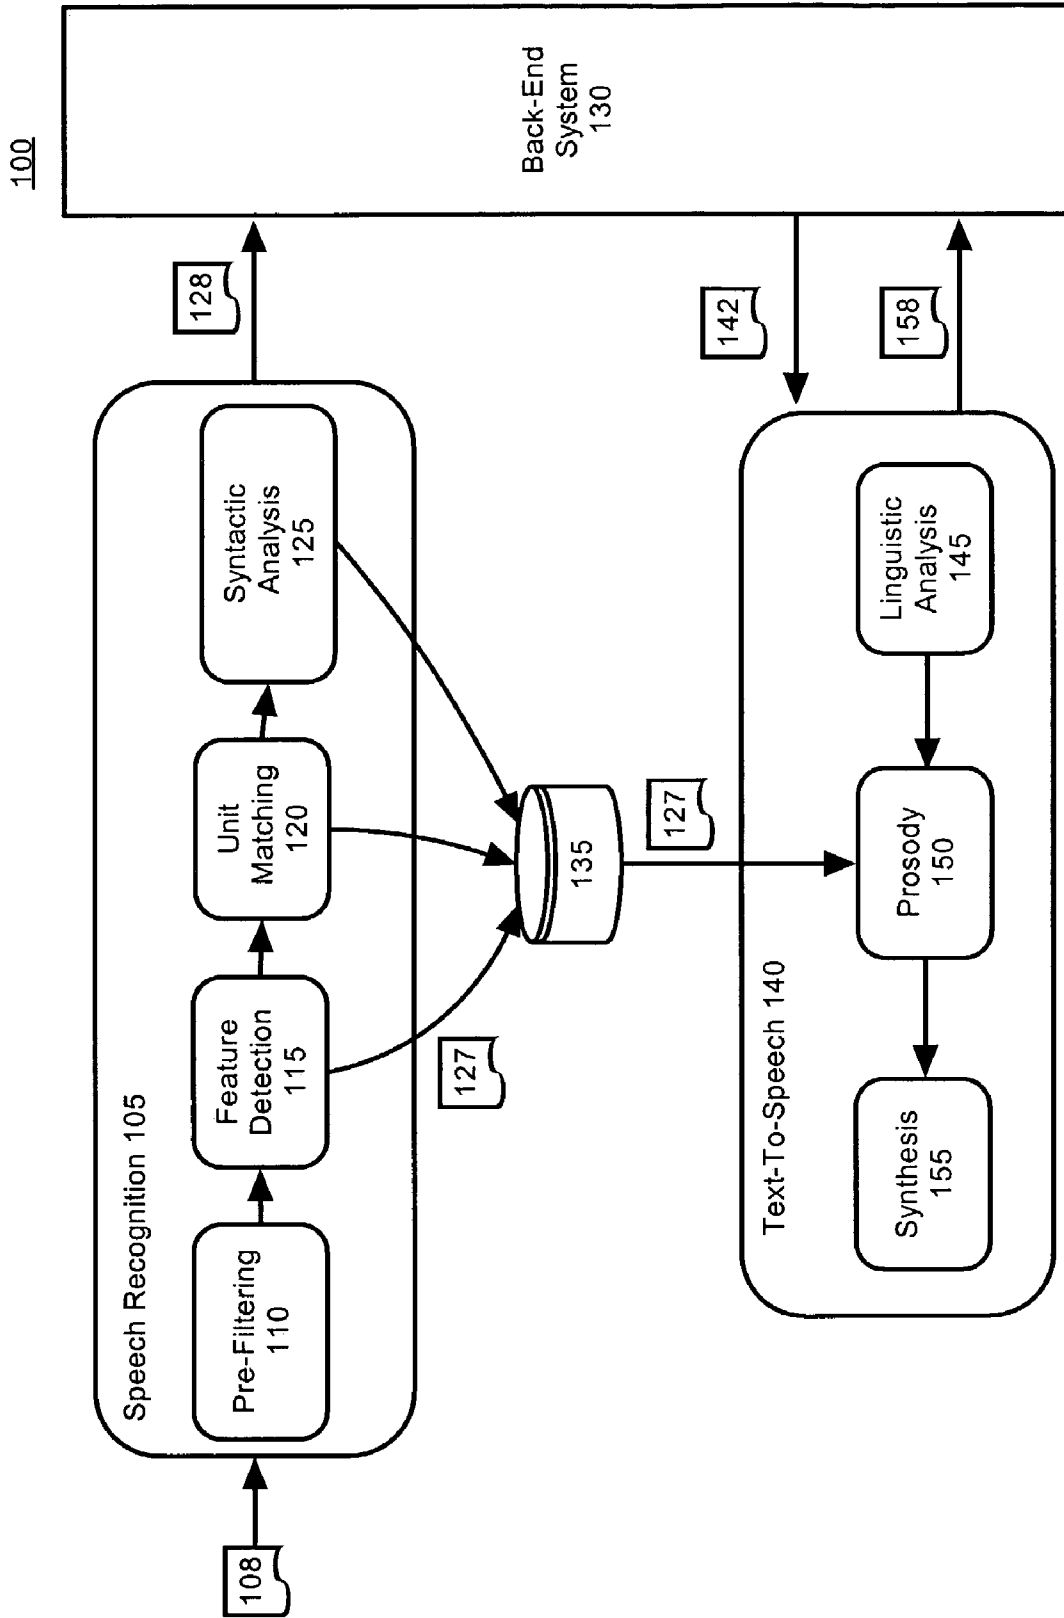 100
Speech Recognition 105
108
Pre-Filtering
110
Feature
Detection
115
Unit
Matching
120
Syntactic
Analysis
125
128
Back-End
System
130
127
135
127
142
158
Text-To-Speech 140
Synthesis
155
Prosody
150
Linguistic
Analysis
145